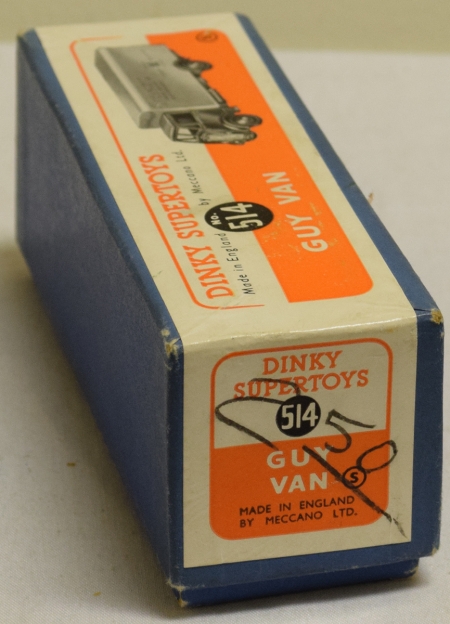 DINKY SUPERTOYS
by Meccano Ltd.
Made in England
No.
514
GUY VAN
DINKY
SUPERTOYS
514
GUY
VAN
S
MADE IN ENGLAND
BY MECCANO LTD.